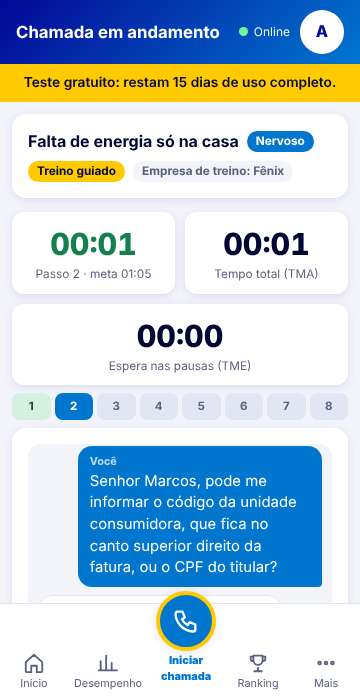 Chamada em andamento
Online
A
Teste gratuito: restam 15 dias de uso completo.
Falta de energia só na casa
Nervoso
Treino guiado
Empresa de treino: Fênix
00:01
Passo 2 · meta 01:05
00:01
Tempo total (TMA)
00:00
Espera nas pausas (TME)
1 2 3 4 5 6 7 8
Você
Senhor Marcos, pode me
informar o código da unidade
consumidora, que fica no
canto superior direito da
fatura, ou o CPF do titular?
Início
Desempenho
Iniciar
chamada
Ranking
Mais